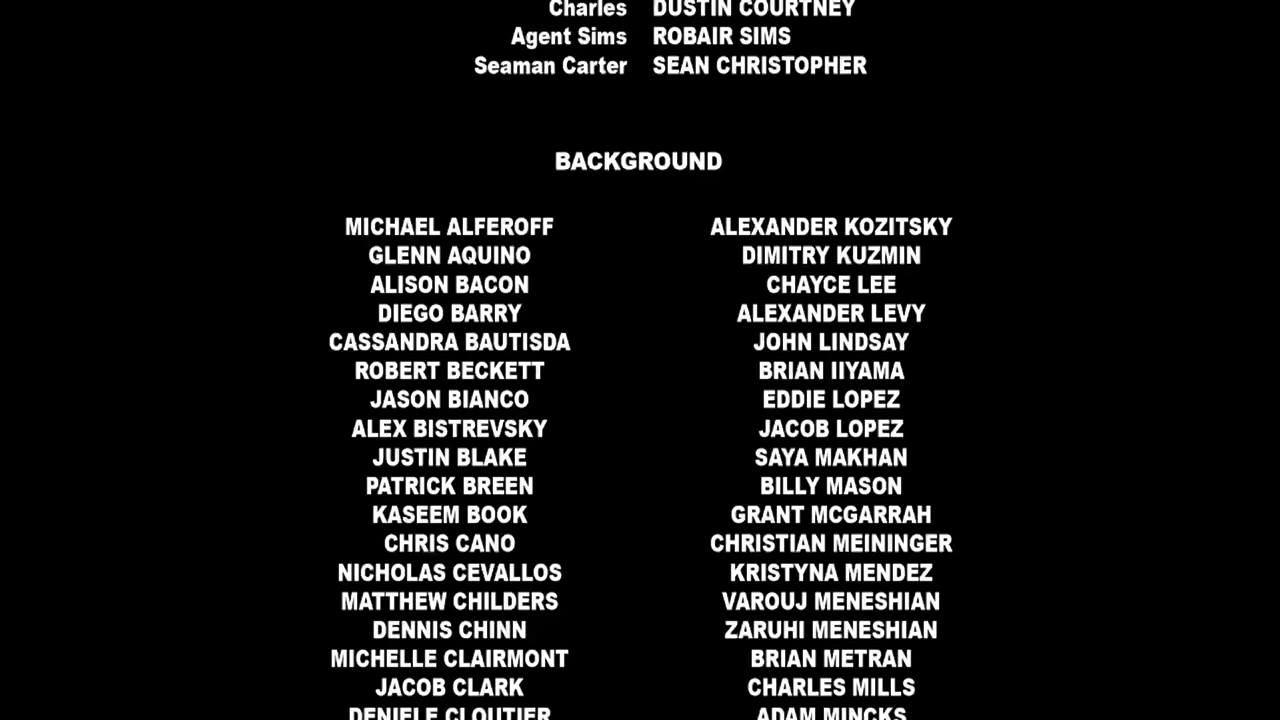 Charles DUSTIN COURTNEY
Agent Sims ROBAIR SIMS
Seaman Carter SEAN CHRISTOPHER
BACKGROUND
MICHAEL ALFEROFF ALEXANDER KOZITSKY
GLENN AQUINO DIMITRY KUZMIN
ALISON BACON CHAYCE LEE
DIEGO BARRY ALEXANDER LEVY
CASSANDRA BAUTISDA JOHN LINDSAY
ROBERT BECKETT BRIAN IIYAMA
JASON BIANCO EDDIE LOPEZ
ALEX BISTREVSKY JACOB LOPEZ
JUSTIN BLAKE SAYA MAKHAN
PATRICK BREEN BILLY MASON
KASEEM BOOK GRANT MCGARRAH
CHRIS CANO CHRISTIAN MEININGER
NICHOLAS CEVALLOS KRISTYNA MENDEZ
MATTHEW CHILDERS VAROUJ MENESHIAN
DENNIS CHINN ZARUHI MENESHIAN
MICHELLE CLAIRMONT BRIAN METRAN
JACOB CLARK CHARLES MILLS
DENIELE CLOUTIER ADAM MINCKS